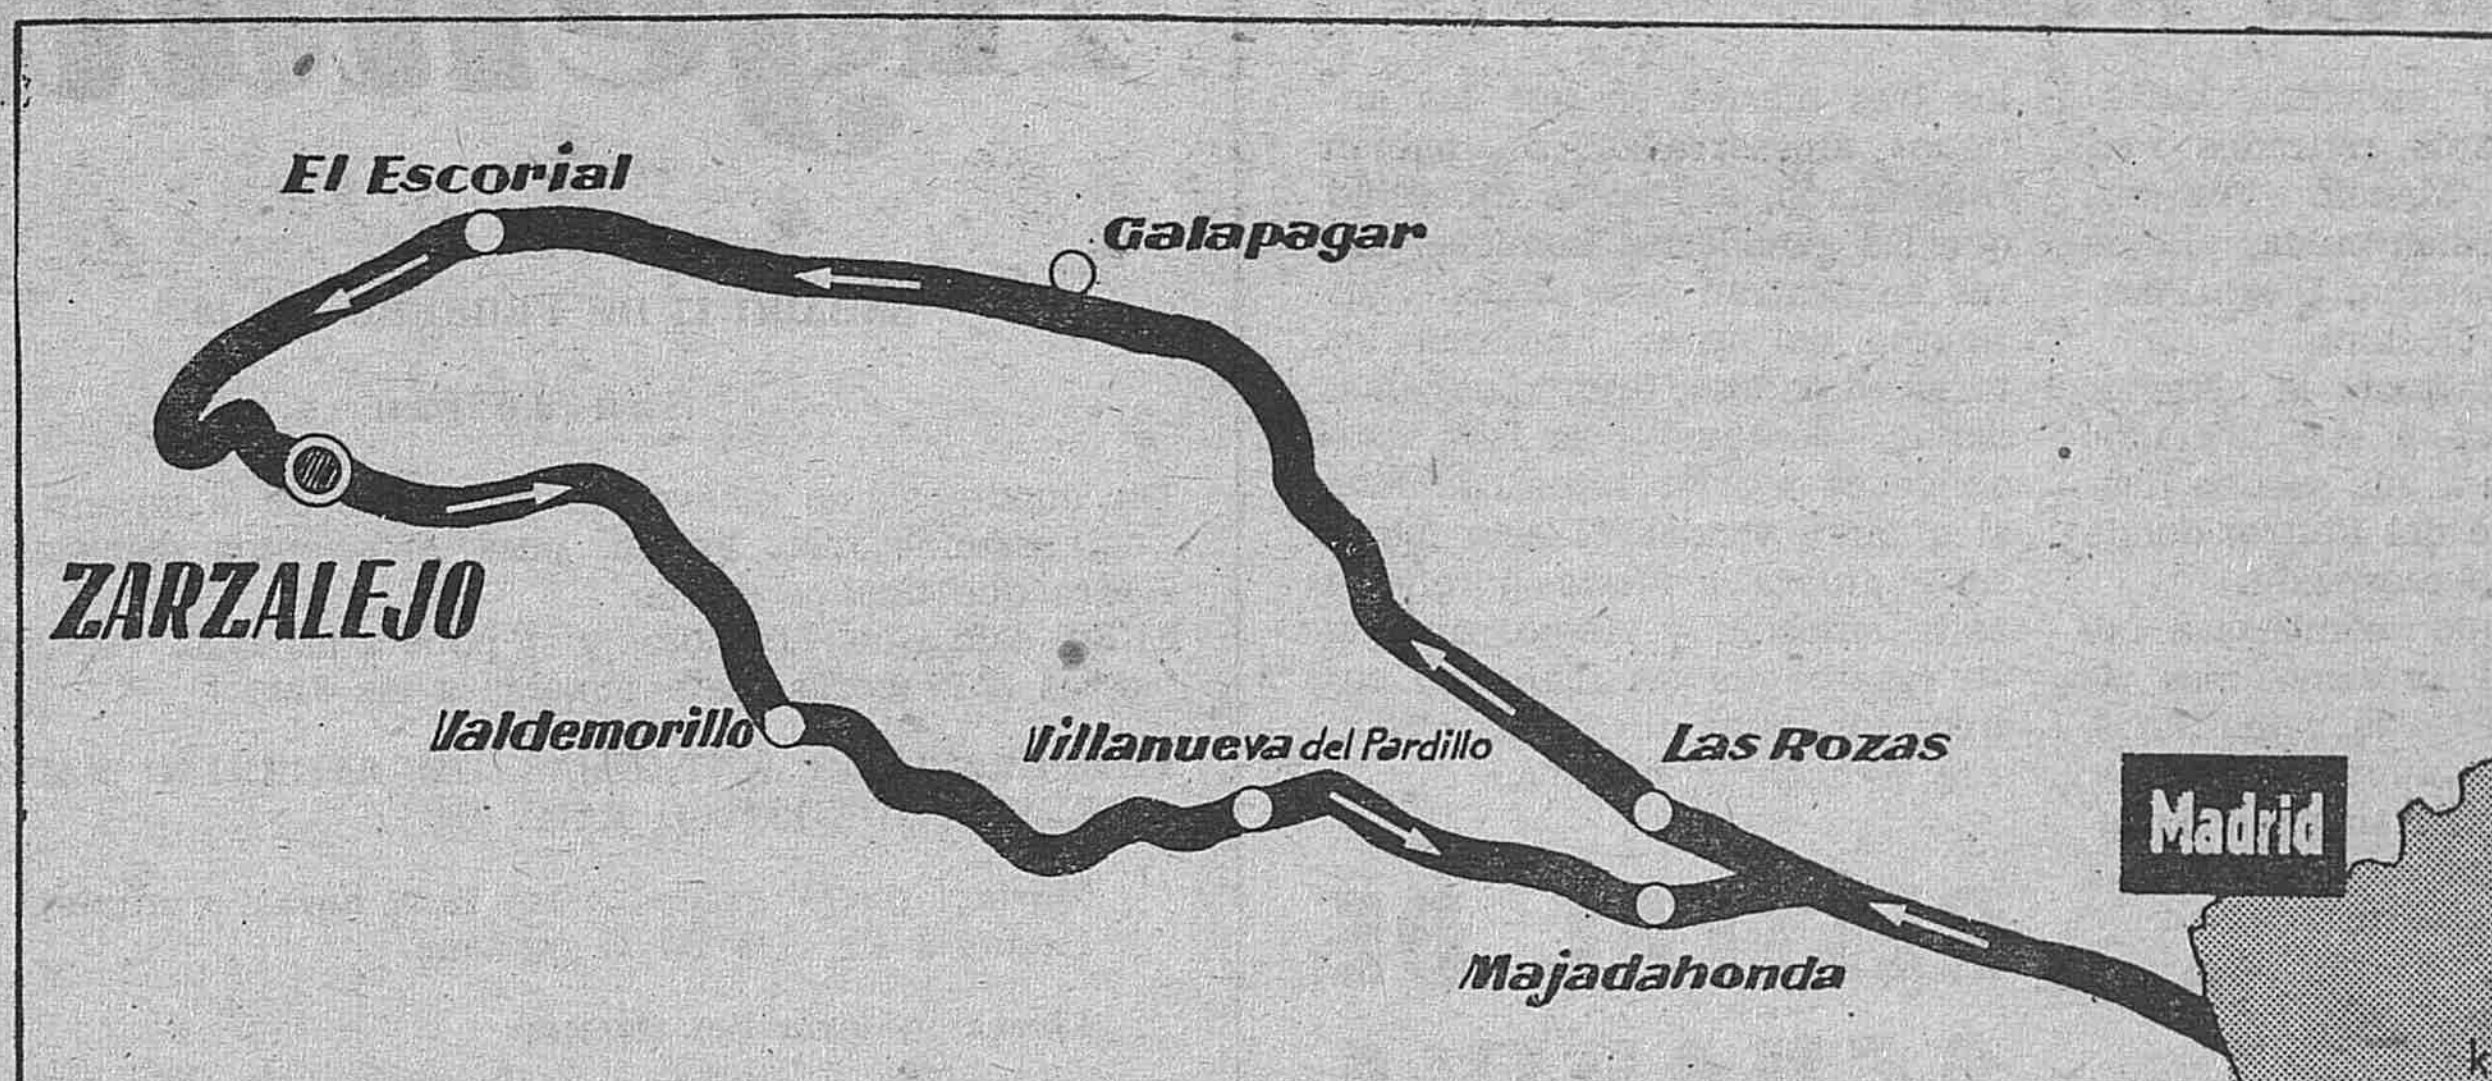 El Escorial
Galapagar
ZARZALEJO
Valdemorillo
Villanueva del Pardillo
Las Rozas
Madrid
Majadahonda